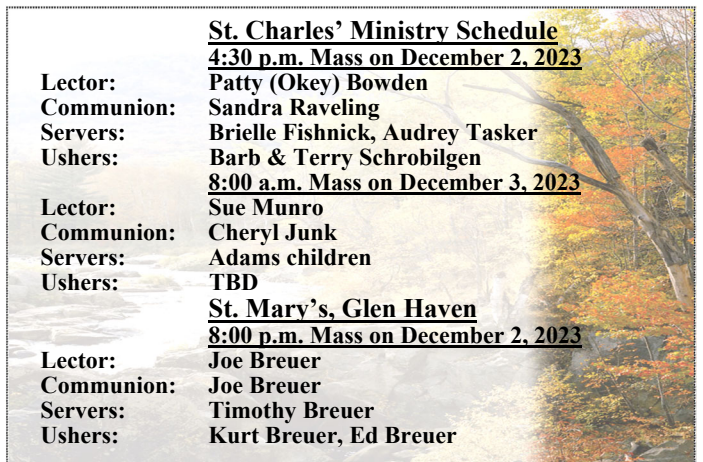 St. Charles’ Ministry Schedule
4:30 p.m. Mass on December 2, 2023
Lector: Patty (Okey) Bowden
Communion: Sandra Raveling
Servers: Brielle Fishnick, Audrey Tasker
Ushers: Barb & Terry Schrobilgen
8:00 a.m. Mass on December 3, 2023
Lector: Sue Munro
Communion: Cheryl Junk
Servers: Adams children
Ushers: TBD
St. Mary’s, Glen Haven
8:00 p.m. Mass on December 2, 2023
Lector: Joe Breuer
Communion: Joe Breuer
Servers: Timothy Breuer
Ushers: Kurt Breuer, Ed Breuer